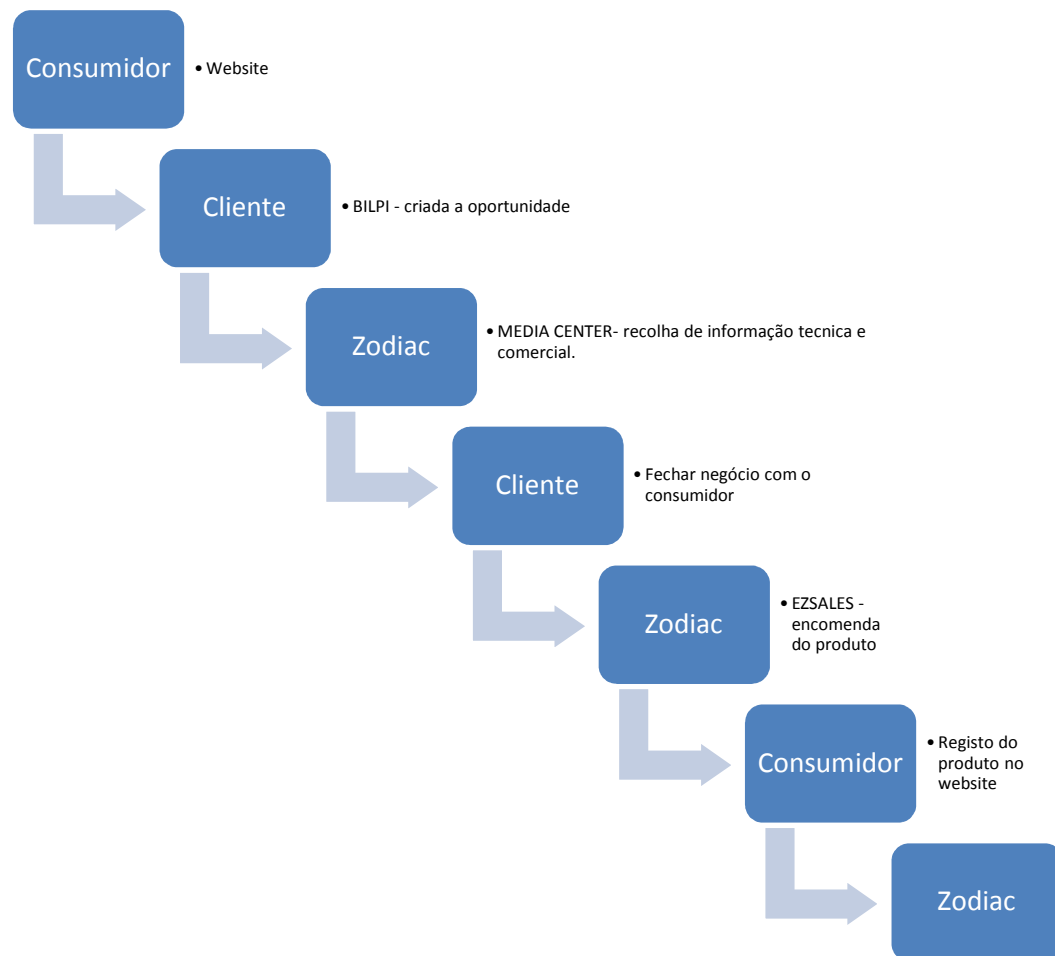 Consumidor
• Website
Cliente
• BILPI - criada a oportunidade
Zodiac
• MEDIA CENTER- recolha de informação tecnica e
comercial.
Cliente
• Fechar negócio com o
consumidor
Zodiac
• EZSALES -
encomenda
do produto
Consumidor
• Registo do
produto no
website
Zodiac